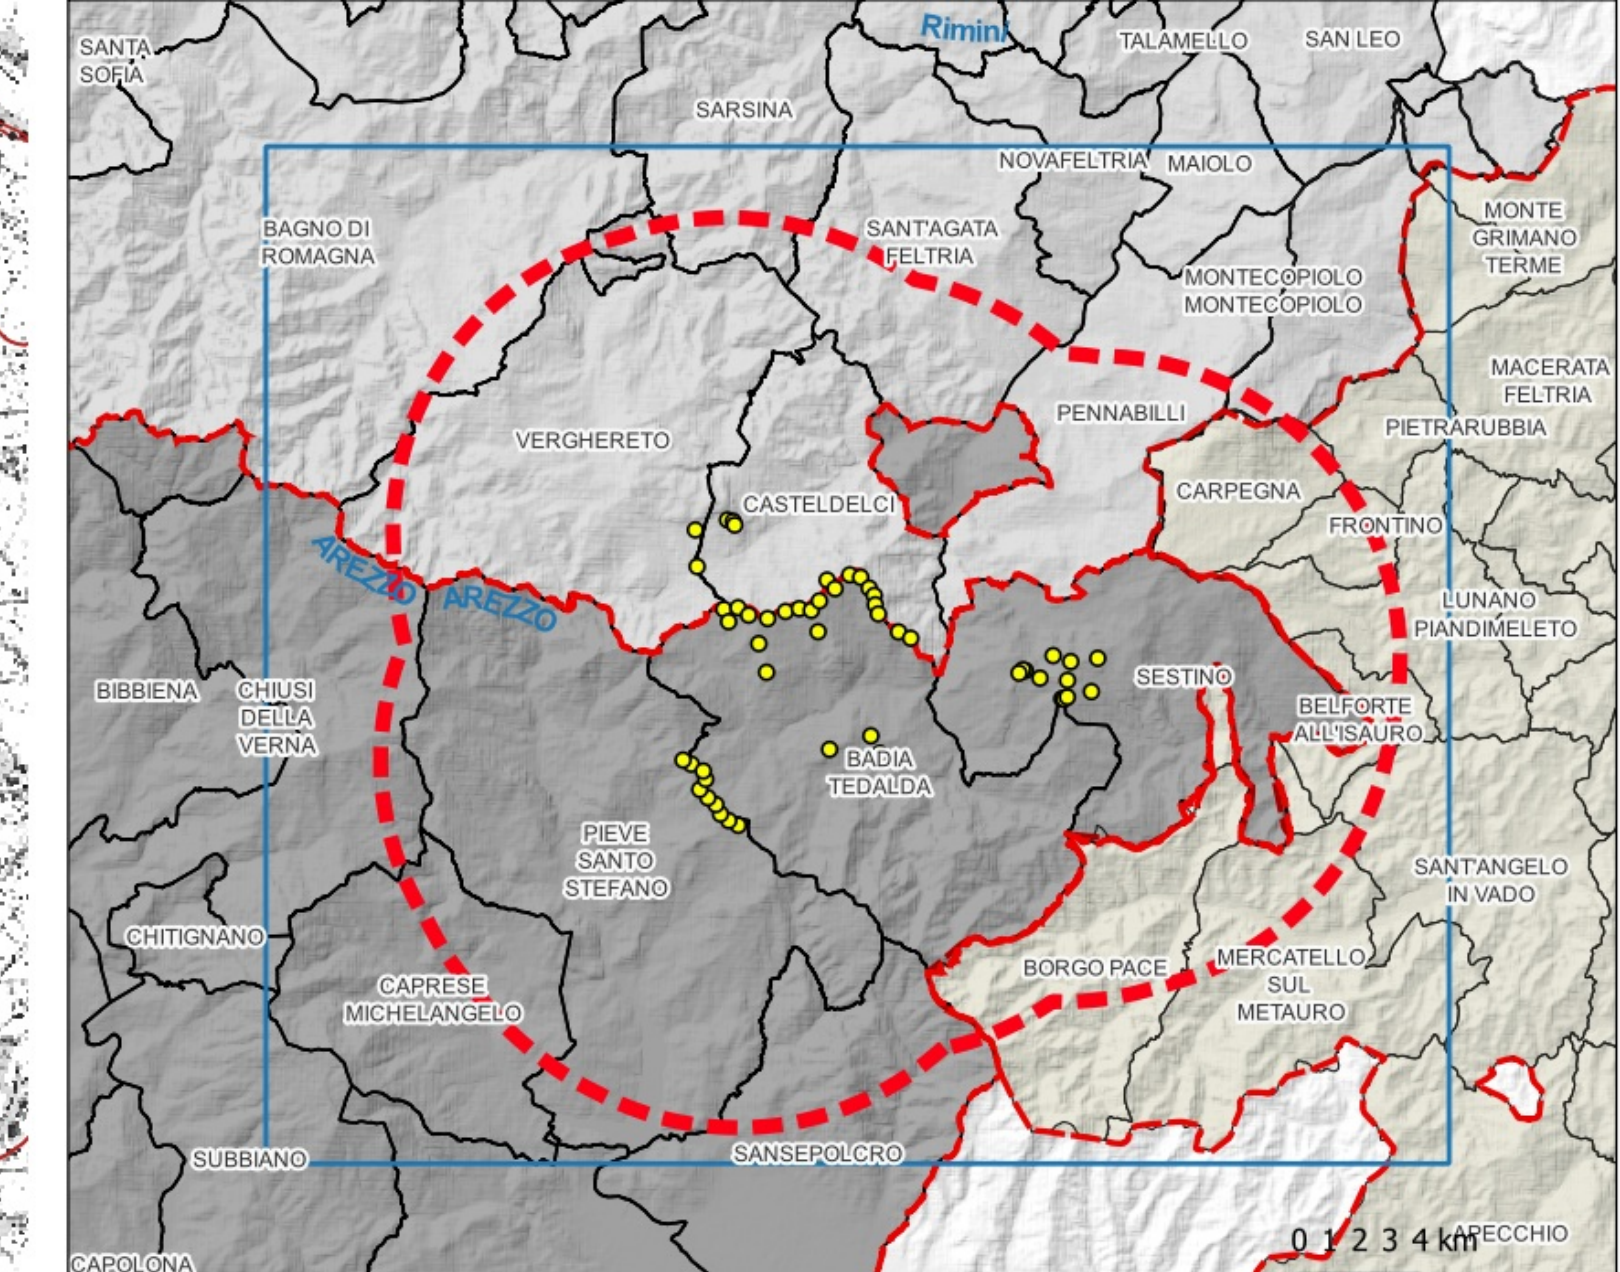 Rimini
SANTA
SOFIA
TALAMELLO
SAN LEO
SARSINA
NOVAFELTRIA
MAIOLO
BAGNO DI
ROMAGNA
SANT'AGATA
FELTRIA
MONTE
GRIMANO
TERME
MONTECOPIOLO
MONTECOPIOLO
MACERATA
FELTRIA
PENNABILLI
PIETRARUBBIA
VERGHERETO
CASTELDELCI
CARPEGNA
FRONTINO
AREZZO
AREZZO
LUNANO
PIANDIMELETO
BIBBIENA
CHIUSI
DELLA
VERNA
SESTINO
BELFORTE
ALL'ISAURO
BADIA
TEDALDA
PIEVE
SANTO
STEFANO
SANT'ANGELO
IN VADO
CHITIGNANO
BORGO PACE
MERCATELLO
SUL
METAURO
CAPRESE
MICHELANGELO
SUBBIANO
SANSEPOLCRO
0 1 2 3 4 km
APECCHIO
CAPOLONA